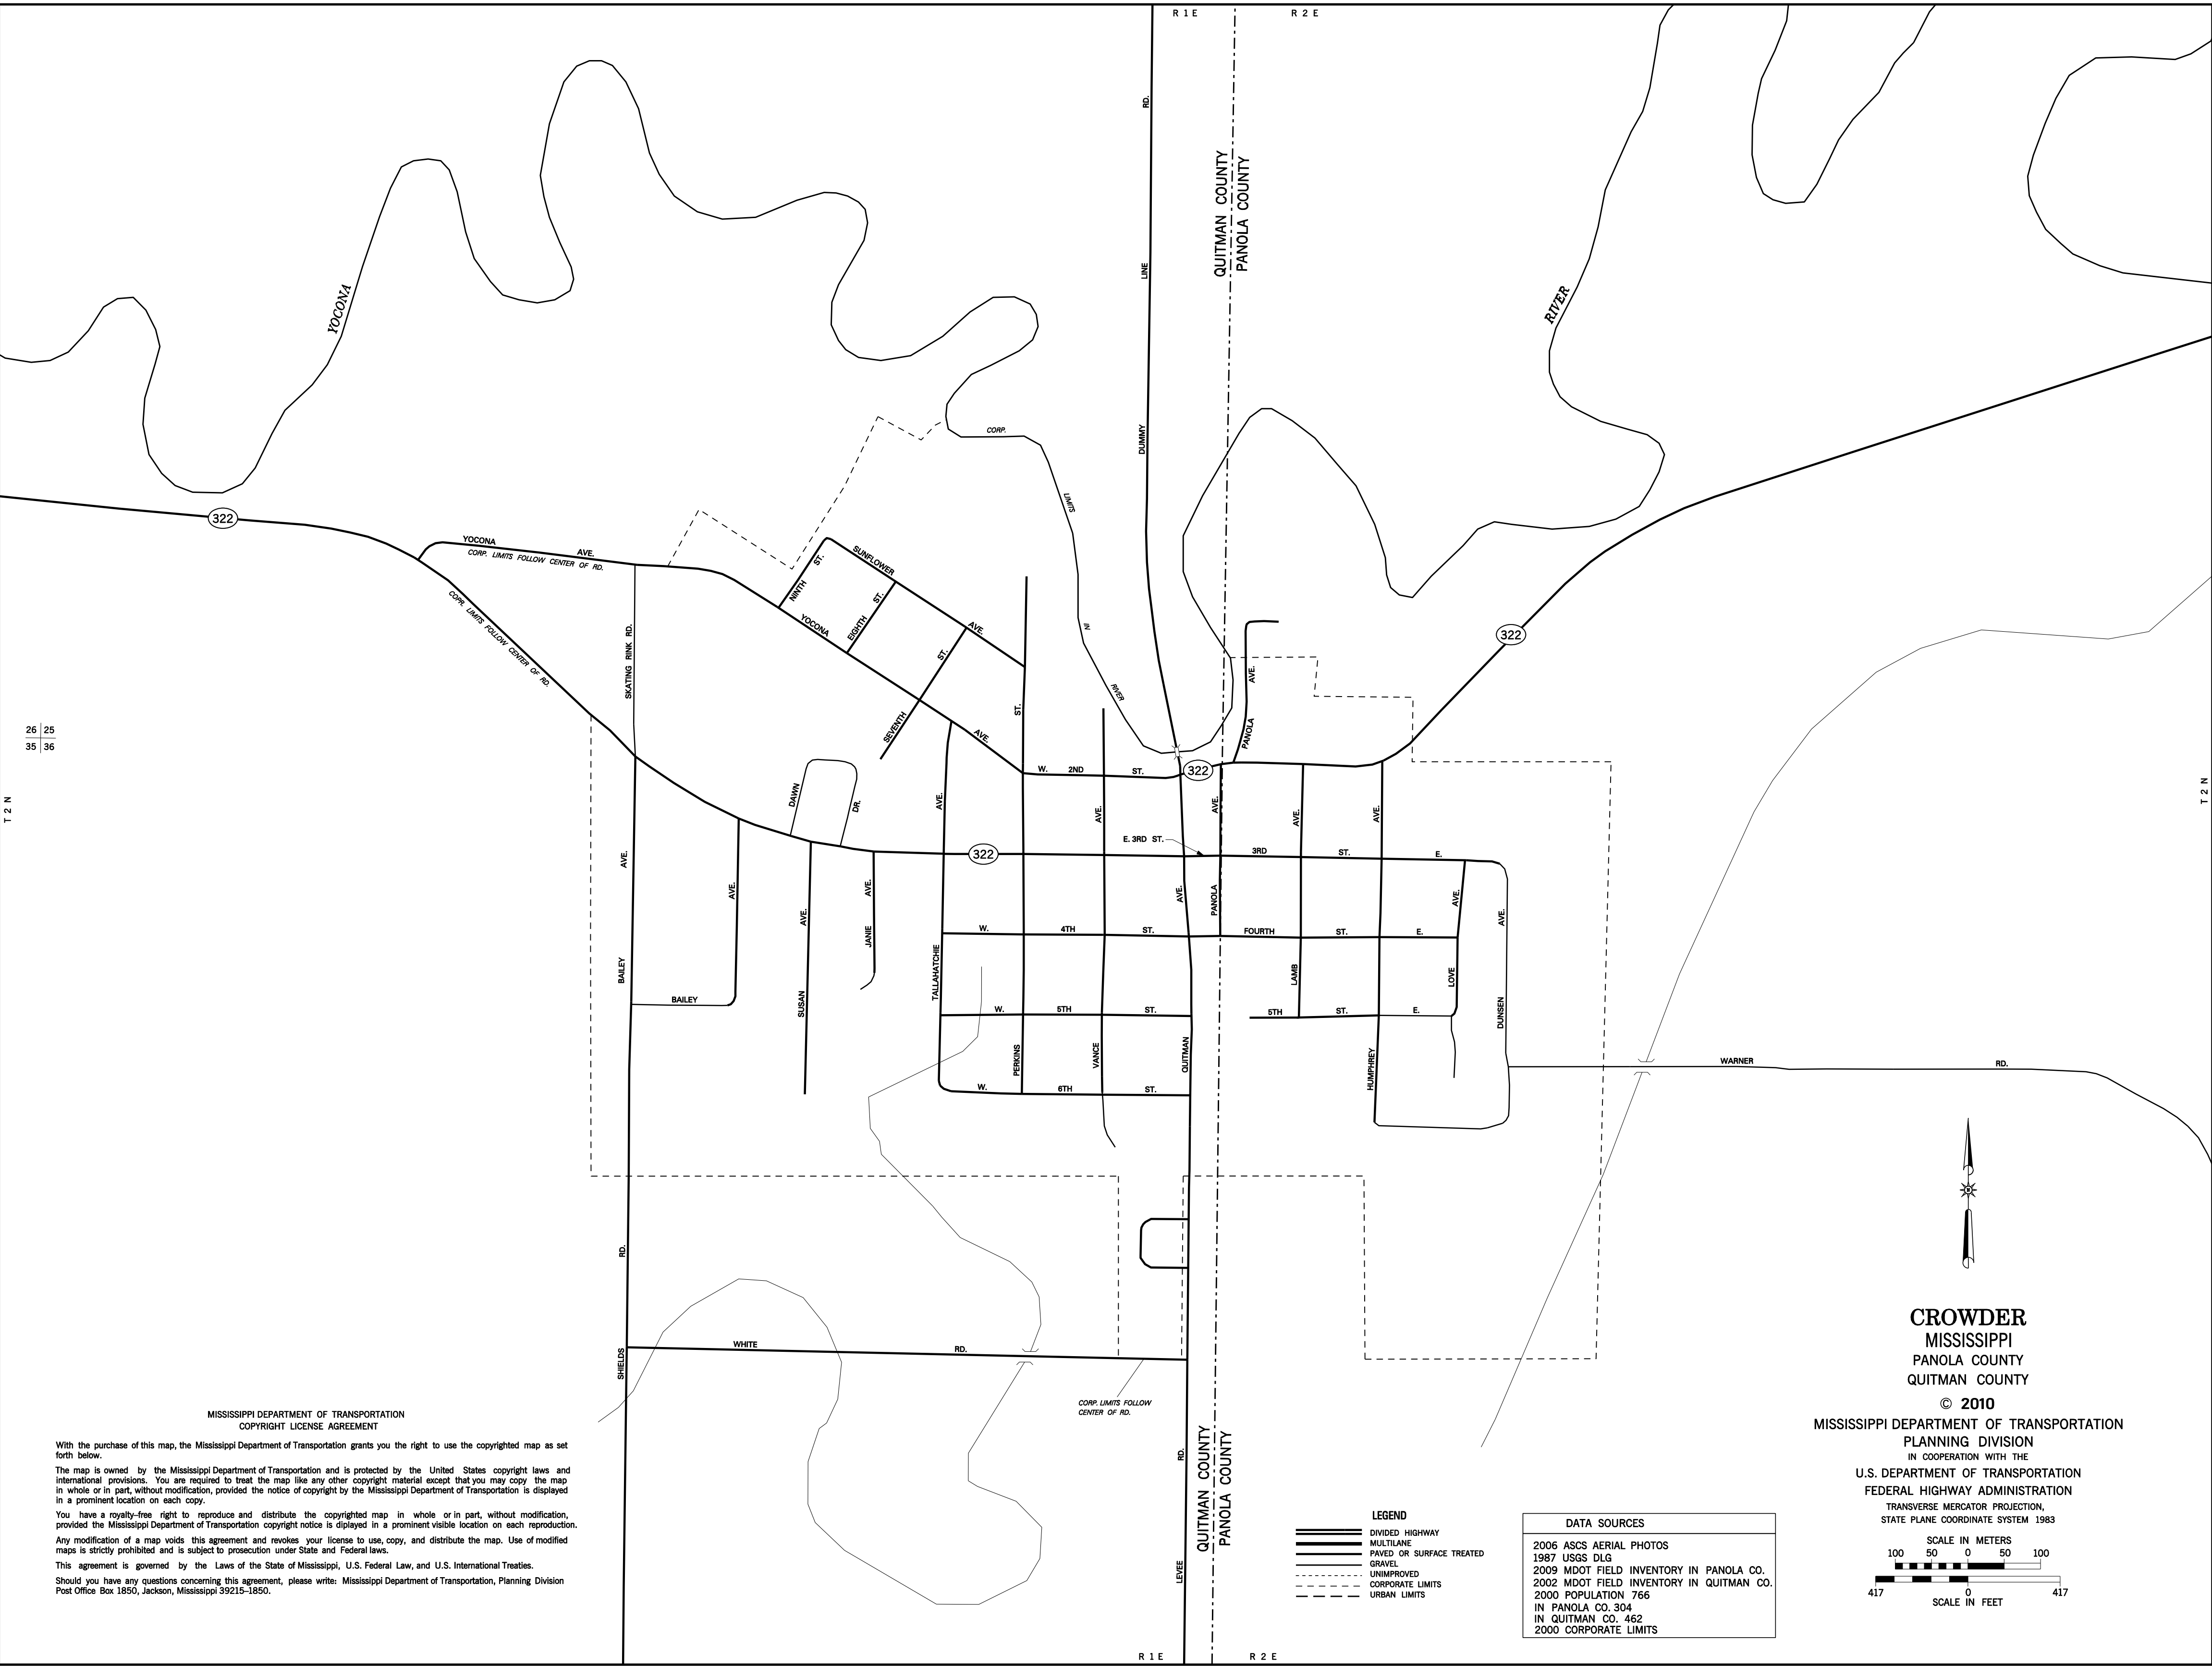 R 1 E
R 2 E
RD.
LINE
DUMMY
QUITMAN COUNTY
PANOLA COUNTY
YOCONA
RIVER
CORP.
LIMITS
IN
RIVER
322
YOCONA AVE.
CORP. LIMITS FOLLOW CENTER OF RD.
COPR. LIMITS FOLLOW CENTER OF RD.
SKATING RINK RD.
NINTH ST.
SUNFLOWER AVE.
EIGHTH ST.
YOCONA AVE.
SEVENTH ST.
ST.
322
PANOLA AVE.
26 25
35 36
T 2 N
T 2 N
W. 2ND ST.
322
DAWN DR.
AVE.
AVE.
AVE.
AVE.
AVE.
E. 3RD ST.
322
3RD ST. E.
BAILEY AVE.
AVE.
SUSAN AVE.
JANIE AVE.
TALLAHATCHIE
AVE.
PANOLA
W. 4TH ST.
FOURTH ST. E.
LAMB
LOVE AVE.
DUNSEN AVE.
BAILEY
W. 5TH ST.
5TH ST. E.
PERKINS
VANCE
QUITMAN
HUMPHREY
W. 6TH ST.
WARNER RD.
SHIELDS RD.
WHITE RD.
CORP. LIMITS FOLLOW
CENTER OF RD.
LEVEE RD.
QUITMAN COUNTY
PANOLA COUNTY
R 1 E
R 2 E
MISSISSIPPI DEPARTMENT OF TRANSPORTATION
COPYRIGHT LICENSE AGREEMENT
With the purchase of this map, the Mississippi Department of Transportation grants you the right to use the copyrighted map as set
forth below.
The map is owned by the Mississippi Department of Transportation and is protected by the United States copyright laws and
international provisions. You are required to treat the map like any other copyright material except that you may copy the map
in whole or in part, without modification, provided the notice of copyright by the Mississippi Department of Transportation is displayed
in a prominent location on each copy.
You have a royalty-free right to reproduce and distribute the copyrighted map in whole or in part, without modification,
provided the Mississippi Department of Transportation copyright notice is diplayed in a prominent visible location on each reproduction.
Any modification of a map voids this agreement and revokes your license to use, copy, and distribute the map. Use of modified
maps is strictly prohibited and is subject to prosecution under State and Federal laws.
This agreement is governed by the Laws of the State of Mississippi, U.S. Federal Law, and U.S. International Treaties.
Should you have any questions concerning this agreement, please write: Mississippi Department of Transportation, Planning Division
Post Office Box 1850, Jackson, Mississippi 39215-1850.
LEGEND
DIVIDED HIGHWAY
MULTILANE
PAVED OR SURFACE TREATED
GRAVEL
UNIMPROVED
CORPORATE LIMITS
URBAN LIMITS
DATA SOURCES
2006 ASCS AERIAL PHOTOS
1987 USGS DLG
2009 MDOT FIELD INVENTORY IN PANOLA CO.
2002 MDOT FIELD INVENTORY IN QUITMAN CO.
2000 POPULATION 766
IN PANOLA CO. 304
IN QUITMAN CO. 462
2000 CORPORATE LIMITS
CROWDER
MISSISSIPPI
PANOLA COUNTY
QUITMAN COUNTY
© 2010
MISSISSIPPI DEPARTMENT OF TRANSPORTATION
PLANNING DIVISION
IN COOPERATION WITH THE
U.S. DEPARTMENT OF TRANSPORTATION
FEDERAL HIGHWAY ADMINISTRATION
TRANSVERSE MERCATOR PROJECTION,
STATE PLANE COORDINATE SYSTEM 1983
SCALE IN METERS
100 50 0 50 100
417 0 417
SCALE IN FEET